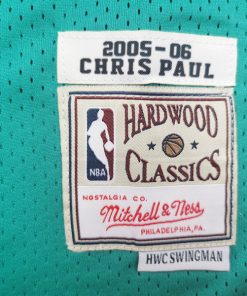 2005-06
CHRIS PAUL
HARDWOOD
CLASSICS
NBA
NOSTALGIA CO.
Mitchell & Ness
PHILADELPHIA, PA.
HWC SWINGMAN